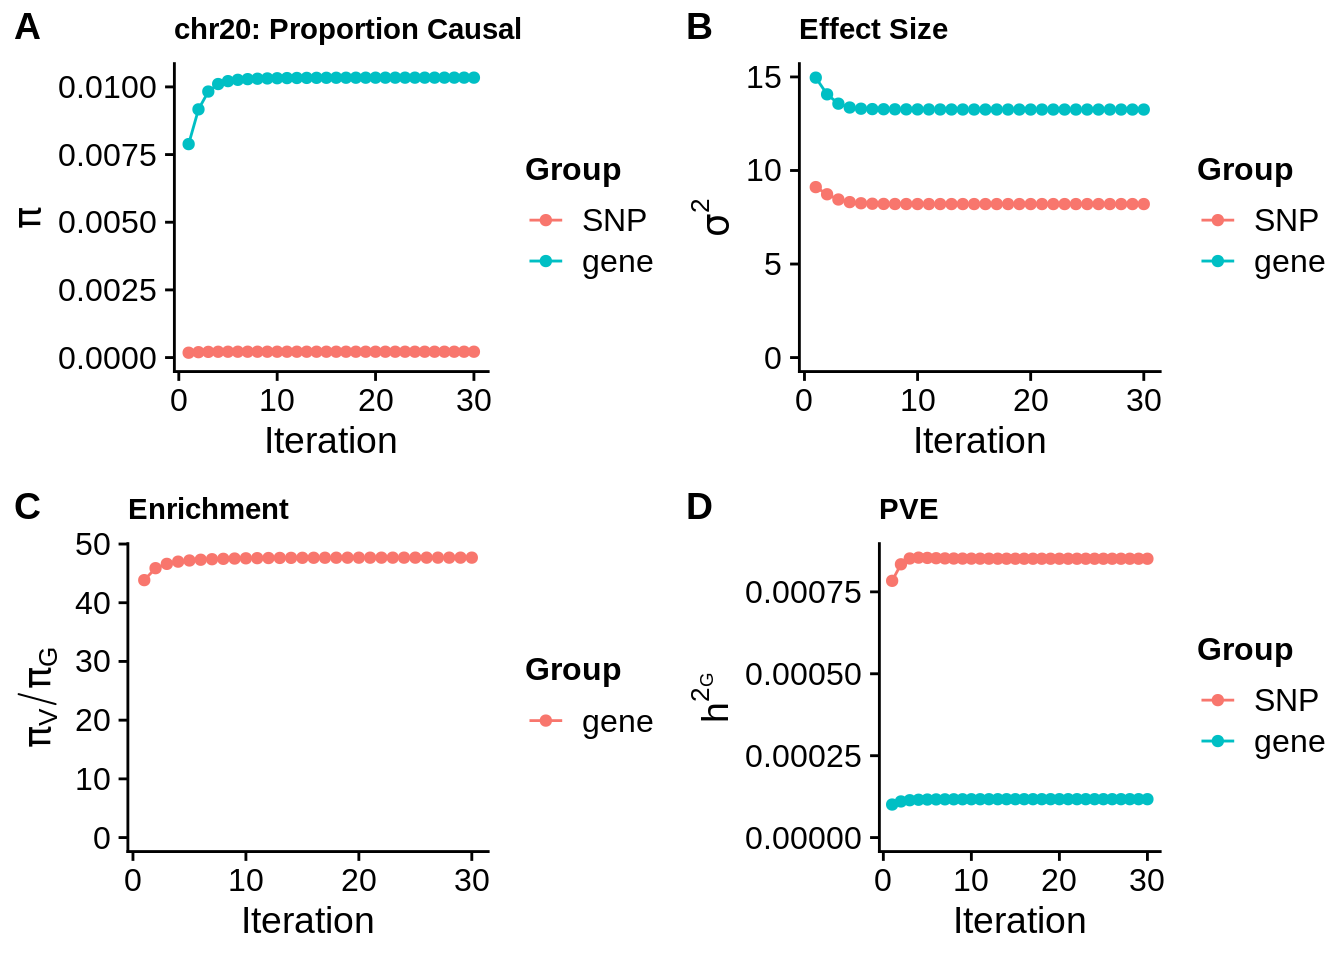 A
chr20: Proportion Causal
0.0100
0.0075
0.0050
0.0025
0.0000
π
0 10 20 30
Iteration
Group
SNP
gene
B
Effect Size
15
10
5
0
σ²
0 10 20 30
Iteration
Group
SNP
gene
C
Enrichment
50
40
30
20
10
0
π_V/π_G
0 10 20 30
Iteration
Group
gene
D
PVE
0.00075
0.00050
0.00025
0.00000
h²ᴳ
0 10 20 30
Iteration
Group
SNP
gene